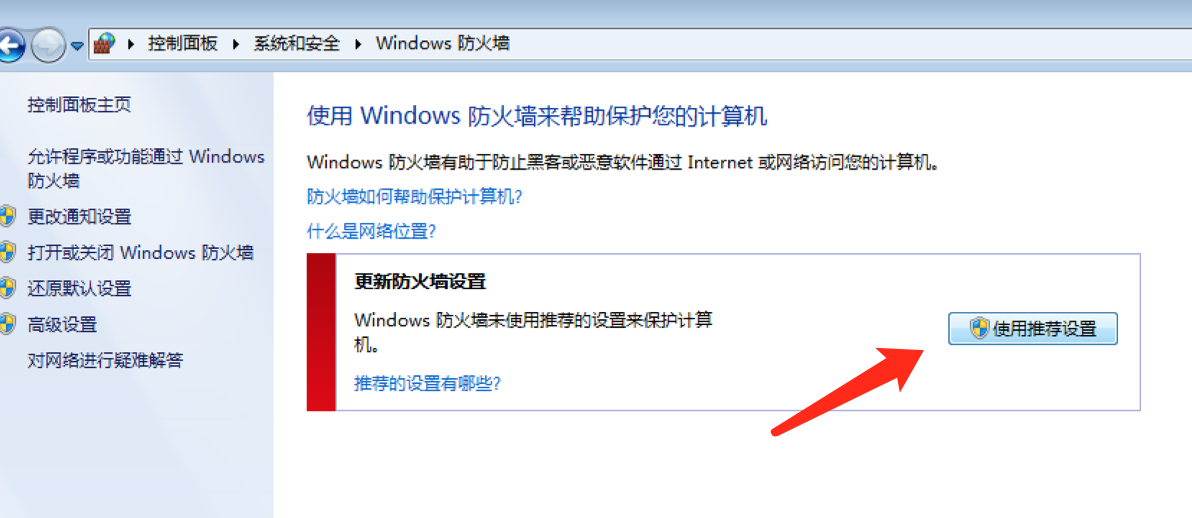 控制面板 系统和安全 Windows 防火墙
控制面板主页
允许程序或功能通过 Windows
防火墙
更改通知设置
打开或关闭 Windows 防火墙
还原默认设置
高级设置
对网络进行疑难解答
使用 Windows 防火墙来帮助保护您的计算机
Windows 防火墙有助于防止黑客或恶意软件通过 Internet 或网络访问您的计算机。
防火墙如何帮助保护计算机?
什么是网络位置?
更新防火墙设置
Windows 防火墙未使用推荐的设置来保护计算
机。
使用推荐设置
推荐的设置有哪些?